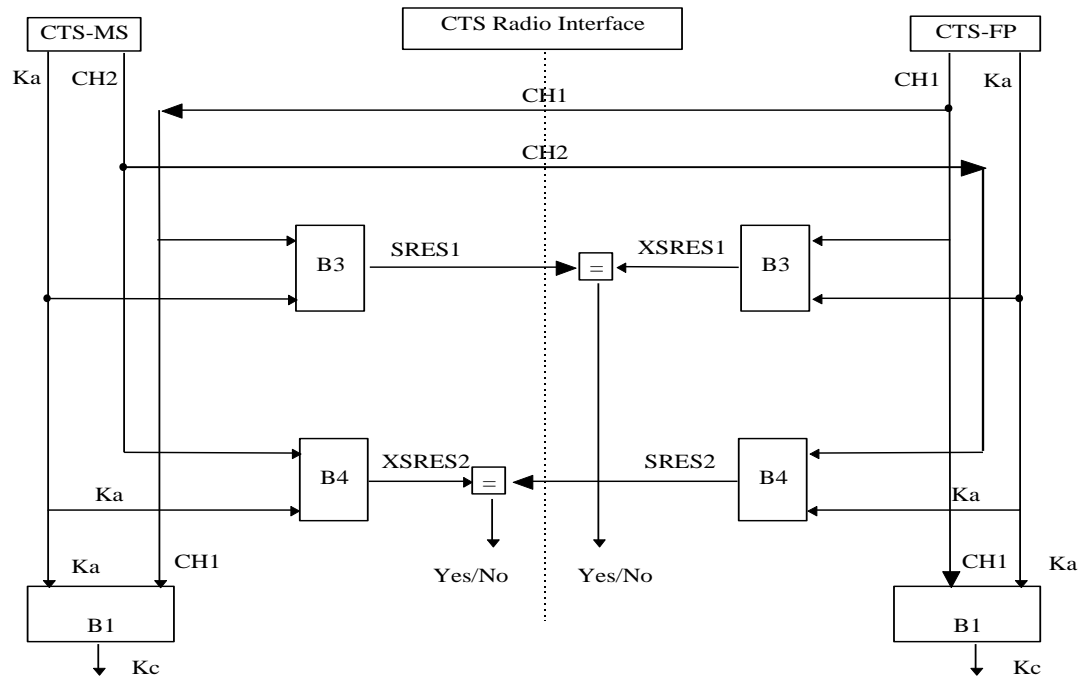 CTS-MS
CTS Radio Interface
CTS-FP
Ka
CH2
CH1
Ka
CH1
CH2
B3
SRES1
=
XSRES1
B3
B4
XSRES2
=
SRES2
B4
Ka
Ka
Ka
CH1
Yes/No
Yes/No
CH1
Ka
B1
B1
Kc
Kc